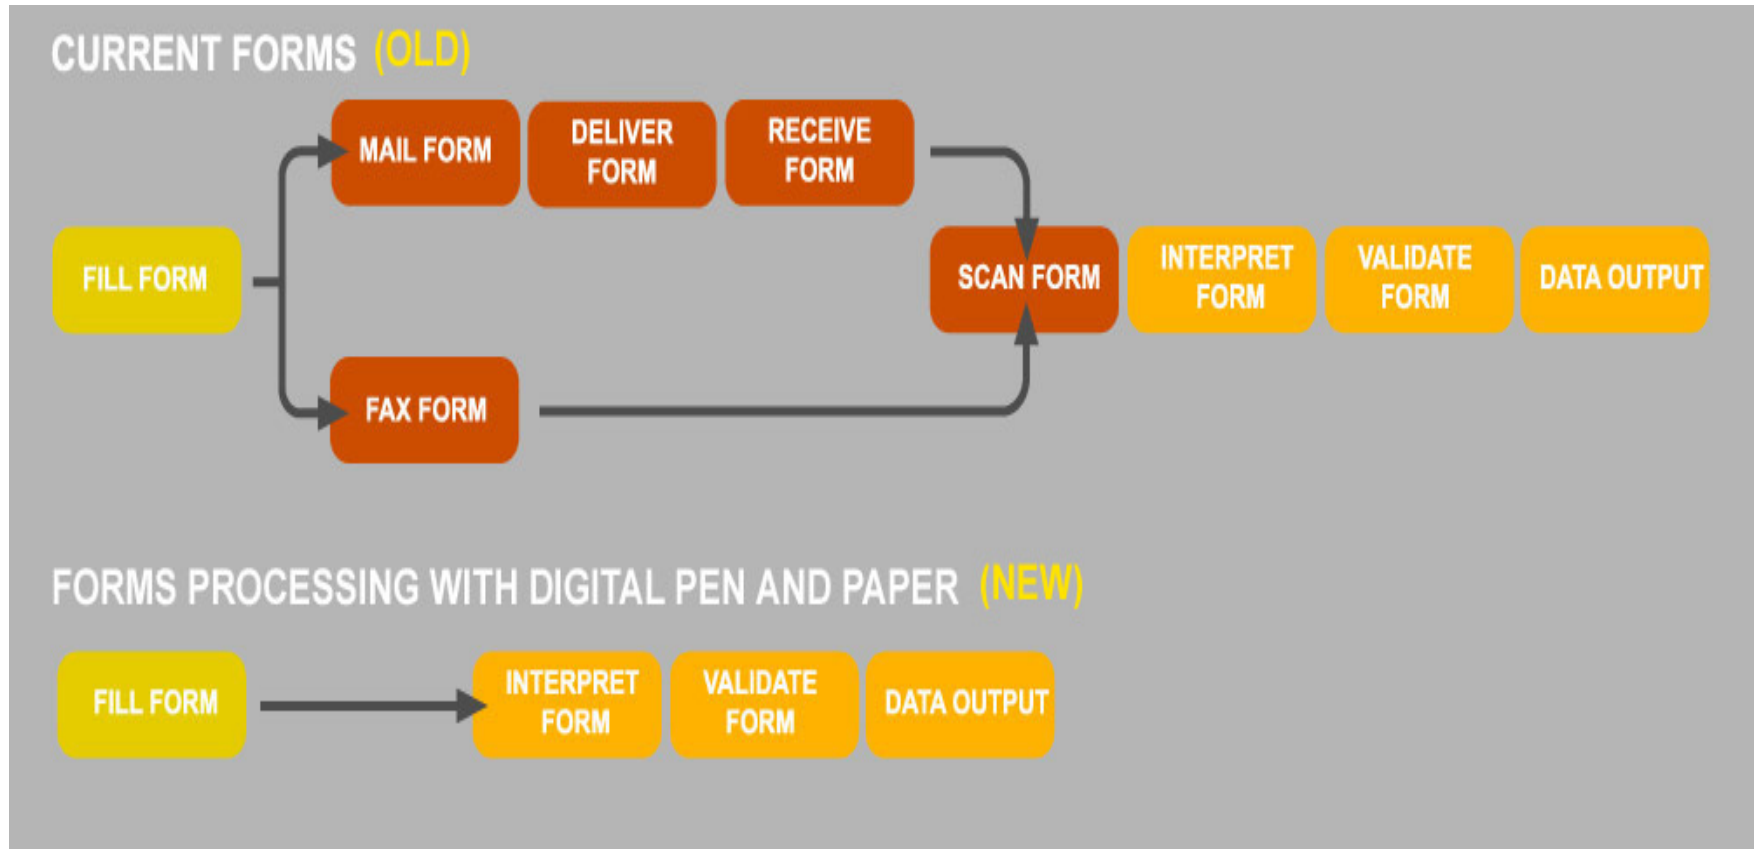 CURRENT FORMS (OLD)
MAIL FORM
DELIVER
FORM
RECEIVE
FORM
FILL FORM
SCAN FORM
INTERPRET
FORM
VALIDATE
FORM
DATA OUTPUT
FAX FORM
FORMS PROCESSING WITH DIGITAL PEN AND PAPER (NEW)
FILL FORM
INTERPRET
FORM
VALIDATE
FORM
DATA OUTPUT